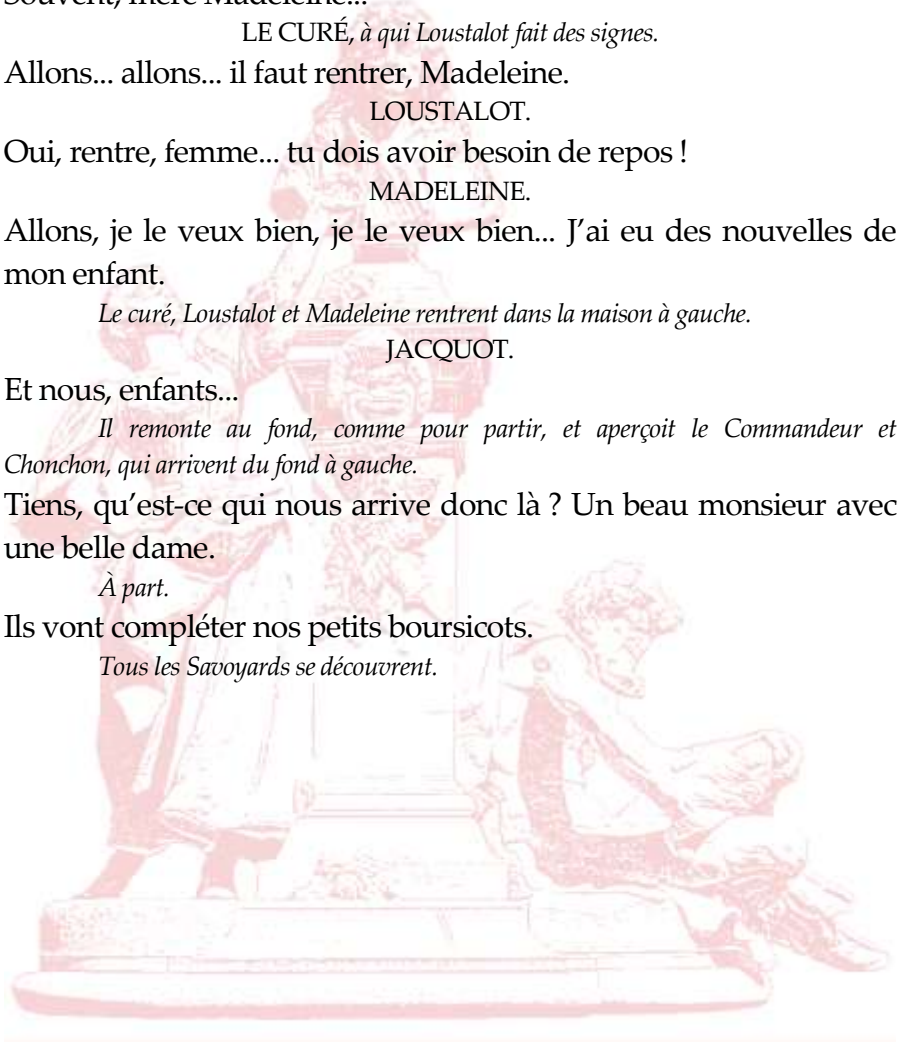 Souvent, mère Madeleine...
LE CURÉ, à qui Loustalot fait des signes.
Allons... allons... il faut rentrer, Madeleine.
LOUSTALOT.
Oui, rentre, femme... tu dois avoir besoin de repos !
MADELEINE.
Allons, je le veux bien, je le veux bien... J’ai eu des nouvelles de
mon enfant.
Le curé, Loustalot et Madeleine rentrent dans la maison à gauche.
JACQUOT.
Et nous, enfants...
Il remonte au fond, comme pour partir, et aperçoit le Commandeur et
Chonchon, qui arrivent du fond à gauche.
Tiens, qu’est-ce qui nous arrive donc là ? Un beau monsieur avec
une belle dame.
À part.
Ils vont compléter nos petits boursicots.
Tous les Savoyards se découvrent.